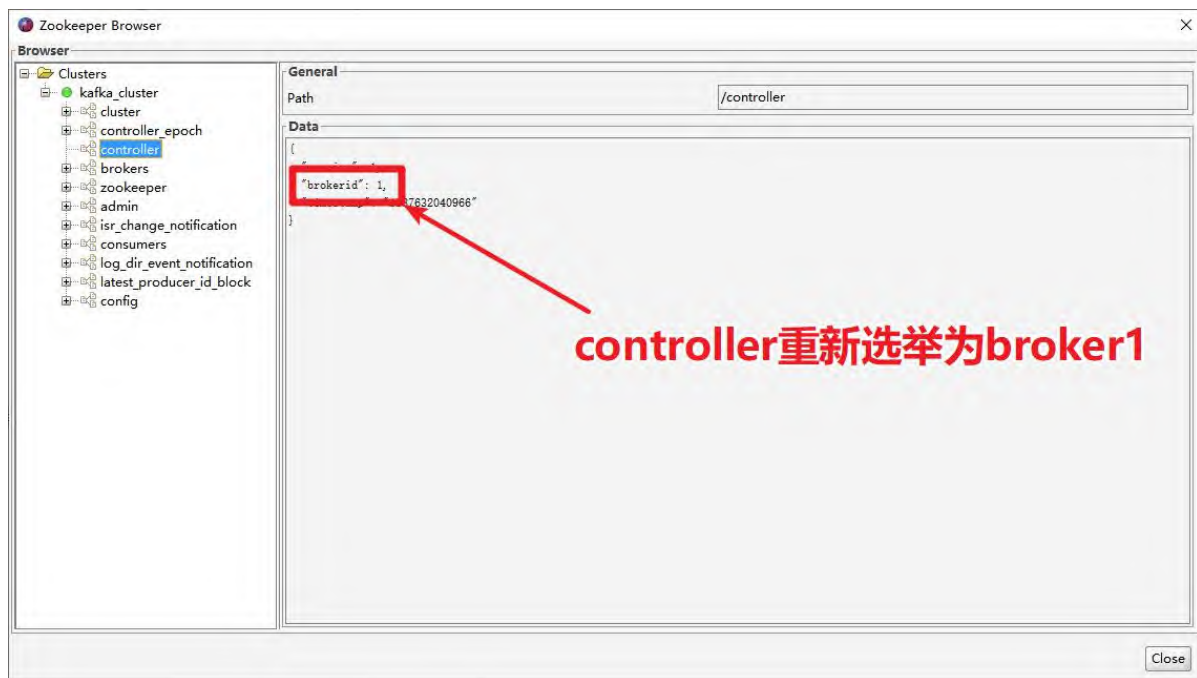 Zookeeper Browser
Browser
Clusters
kafka_cluster
cluster
controller_epoch
controller
brokers
zookeeper
admin
isr_change_notification
consumers
log_dir_event_notification
latest_producer_id_block
config
General
Path
/controller
Data
{
"brokerid": 1,
7632040966"
}
controller重新选举为broker1
Close